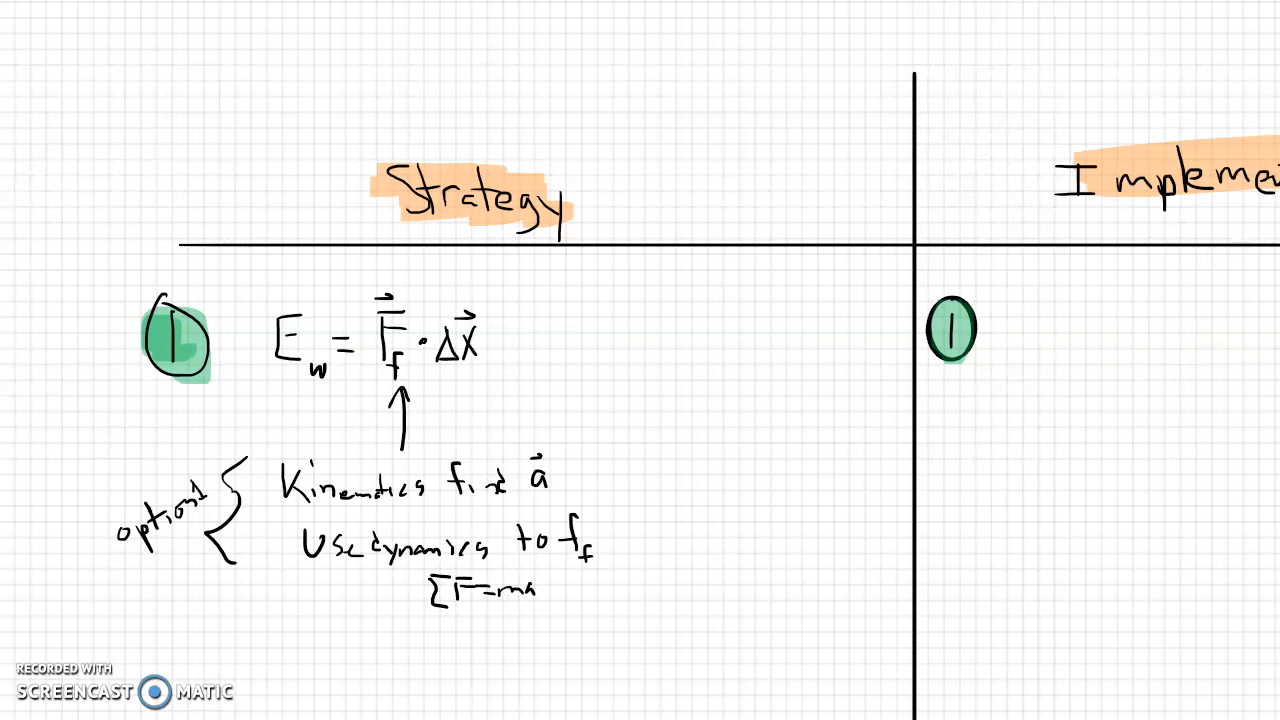 Strategy
Implemen
1
E_w = F_f · Δx
1
option1
Kinematics find a
Use dynamics to f_f
ΣF=ma
RECORDED WITH
SCREENCAST MATIC